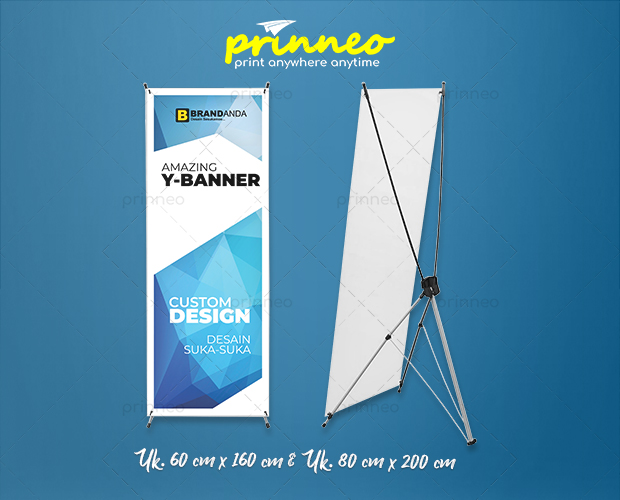 prinneo
print anywhere anytime
B BRANDANDA
AMAZING
Y-BANNER
CUSTOM
DESIGN
DESAIN
SUKA-SUKA
Uk. 60 cm x 160 cm & Uk. 80 cm x 200 cm